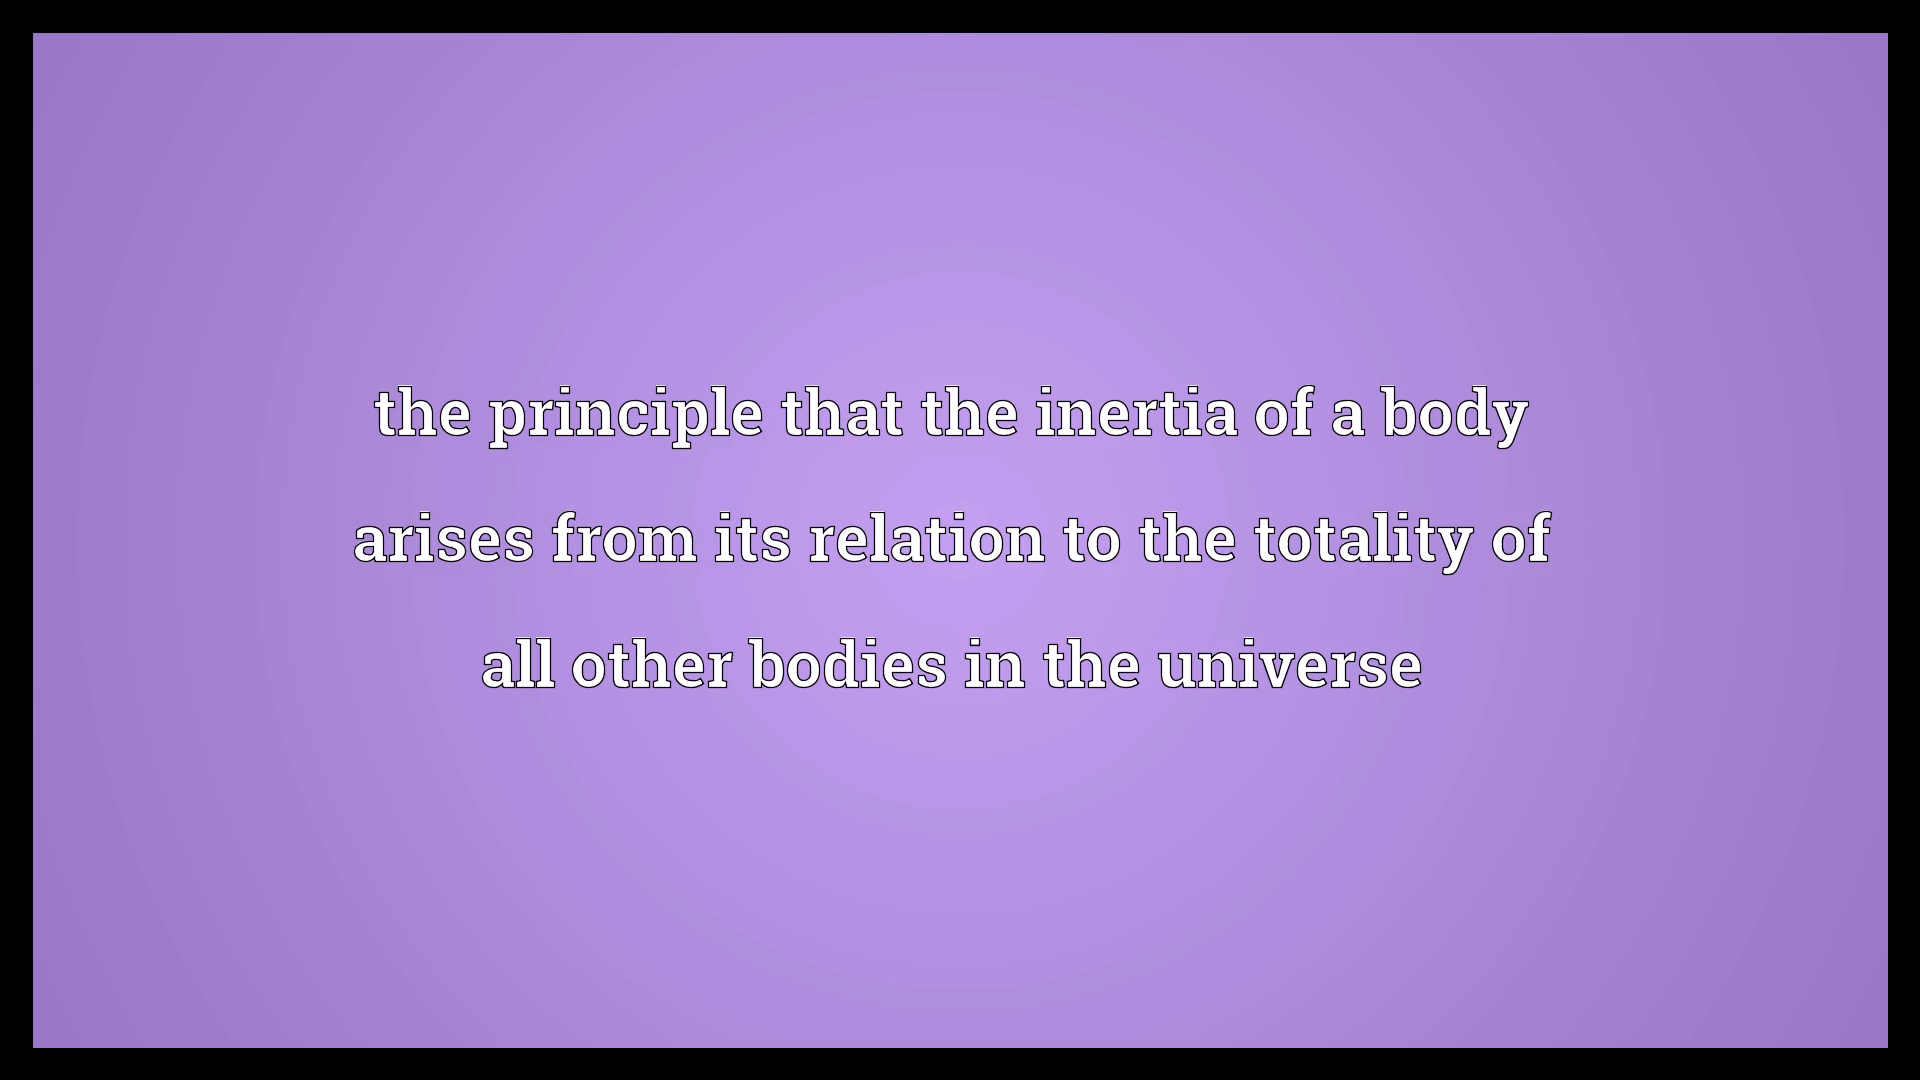 the principle that the inertia of a body
arises from its relation to the totality of
all other bodies in the universe